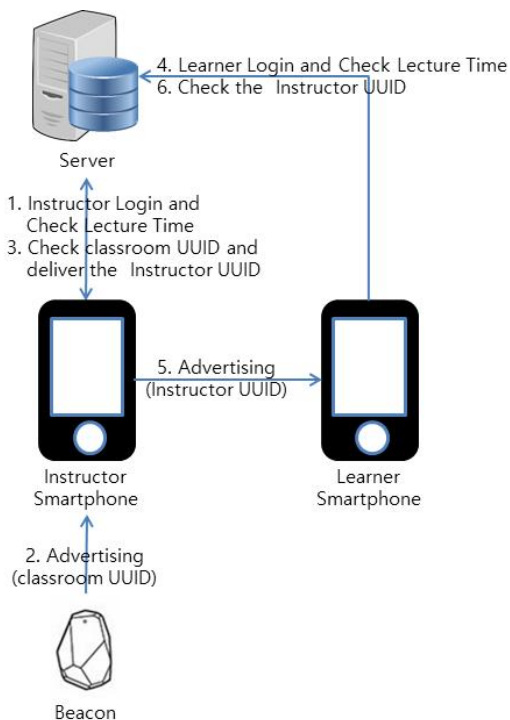 4. Learner Login and Check Lecture Time
6. Check the Instructor UUID
Server
1. Instructor Login and
Check Lecture Time
3. Check classroom UUID and
deliver the Instructor UUID
5. Advertising
(Instructor UUID)
Instructor
Smartphone
Learner
Smartphone
2. Advertising
(classroom UUID)
Beacon